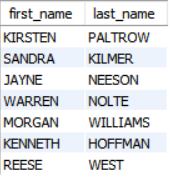 first_name last_name
KIRSTEN PALTROW
SANDRA KILMER
JAYNE NEESON
WARREN NOLTE
MORGAN WILLIAMS
KENNETH HOFFMAN
REESE WEST